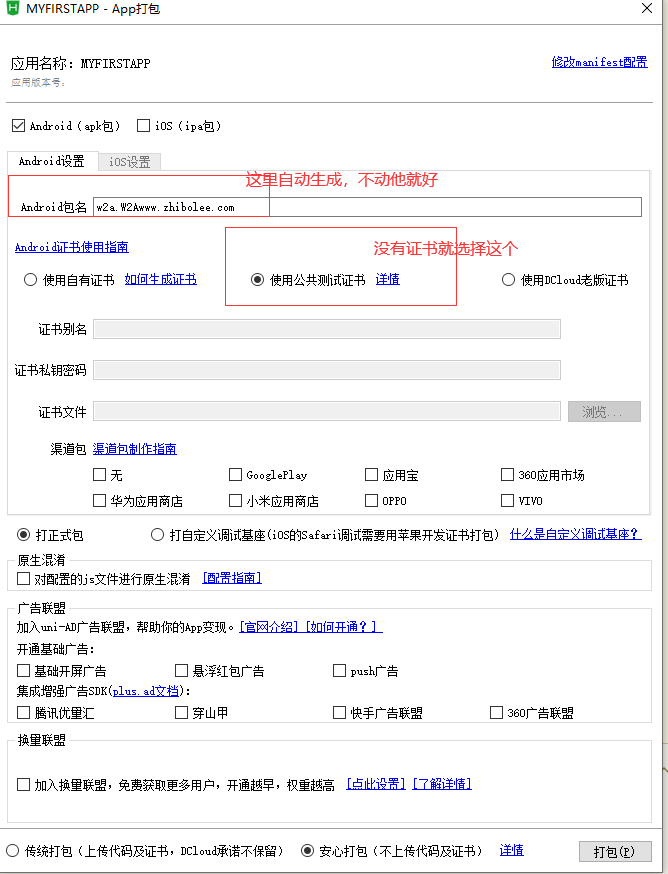 MYFIRSTAPP - App打包
应用名称：MYFIRSTAPP 修改manifest配置
应用版本号：
Android（apk包） iOS（ipa包）
Android设置 iOS设置
这里自动生成，不动他就好
Android包名 w2a.W2Awww.zhibolee.com
Android证书使用指南
没有证书就选择这个
使用自有证书 如何生成证书 使用公共测试证书 详情 使用DCloud老版证书
证书别名
证书私钥密码
证书文件 浏览...
渠道包 渠道包制作指南
无 GooglePlay 应用宝 360应用市场
华为应用商店 小米应用商店 OPPO VIVO
打正式包 打自定义调试基座(iOS的Safari调试需要用苹果开发证书打包) 什么是自定义调试基座？
原生混淆
对配置的js文件进行原生混淆 [配置指南]
广告联盟
加入uni-AD广告联盟，帮助你的App变现。[官网介绍] [如何开通？]
开通基础广告：
基础开屏广告 悬浮红包广告 push广告
集成增强广告SDK(plus.ad文档)：
腾讯优量汇 穿山甲 快手广告联盟 360广告联盟
换量联盟
加入换量联盟，免费获取更多用户，开通越早，权重越高 [点此设置] [了解详情]
传统打包（上传代码及证书，DCloud承诺不保留） 安心打包（不上传代码及证书） 详情 打包(P)